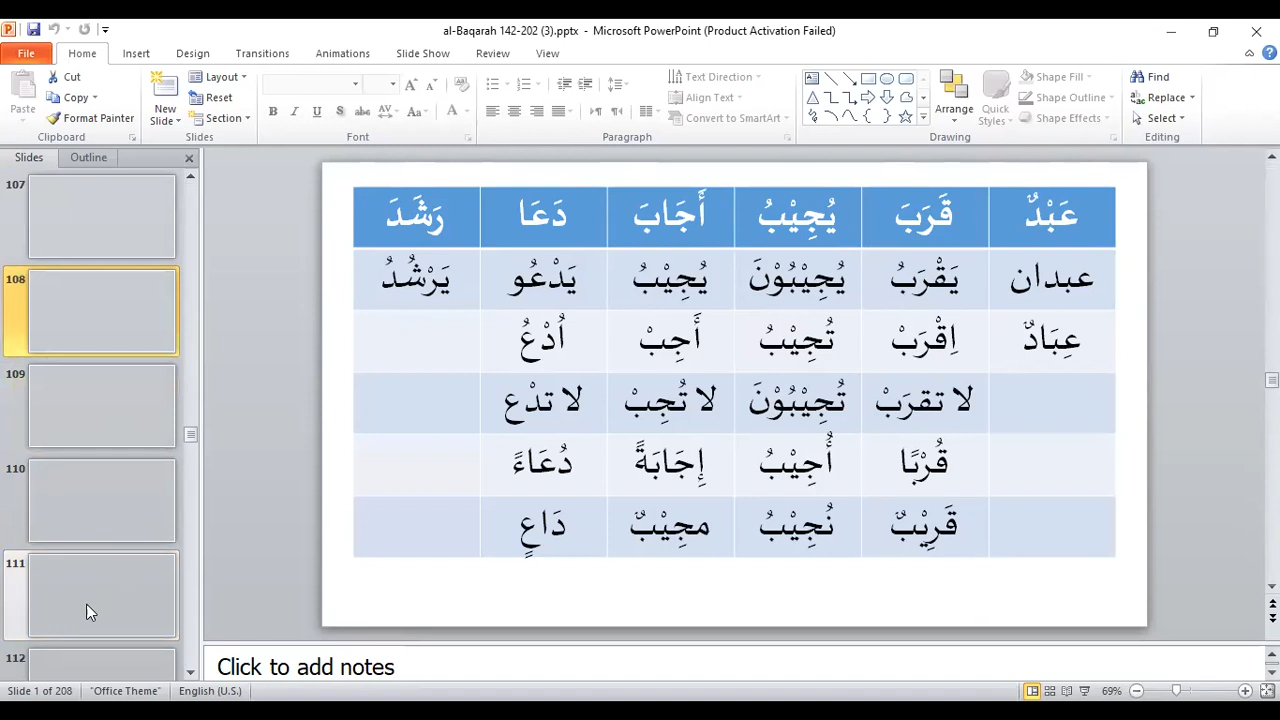 al-Baqarah 142-202 (3).pptx - Microsoft PowerPoint (Product Activation Failed)
File Home Insert Design Transitions Animations Slide Show Review View
Paste Cut Copy Format Painter Clipboard
New Slide Layout Reset Section Slides
B I U S abc AV Aa A Font
Text Direction Align Text Convert to SmartArt Paragraph
Arrange Quick Styles Shape Fill Shape Outline Shape Effects Drawing
Find Replace Select Editing
Slides Outline
107
108
109
110
111
112
عَبْدٌ قَرَبَ يُجِيْبُ أَجَابَ دَعَا رَشَدَ
عبدان يَقْرَبُ يُجِيْبُوْنَ يُجِيْبُ يَدْعُو يَرْشُدُ
عِبَادٌ اِقْرَبْ تُجِيْبُ أَجِبْ اُدْعُ
لا تقرَبْ تُجِيْبُوْنَ لا تُجِبْ لا تدْع
قُرْبًا أُجِيْبُ إِجَابَةً دُعَاءً
قَرِيْبٌ نُجِيْبُ مجِيْبٌ دَاعٍ
Click to add notes
Slide 1 of 208 "Office Theme" English (U.S.) 69%